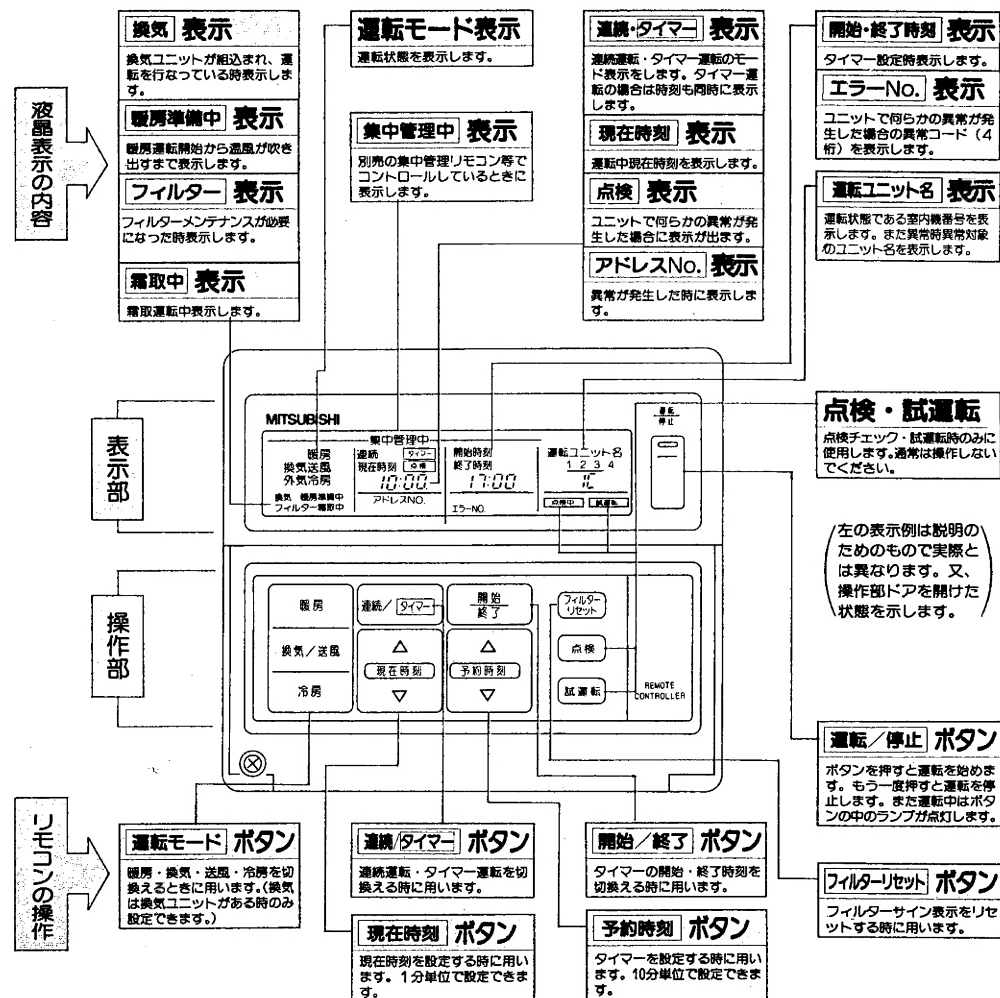 液晶表示の内容
換気 表示
換気ユニットが組込まれ、運
転を行なっている時表示しま
す。
暖房準備中 表示
暖房運転開始から温風が吹き
出すまで表示します。
フィルター 表示
フィルターメンテナンスが必要
になった時表示します。
霜取中 表示
霜取運転中表示します。
運転モード表示
運転状態を表示します。
集中管理中 表示
別売の集中管理リモコン等で
コントロールしているときに
表示します。
連続・タイマー 表示
連続運転・タイマー運転のモー
ド表示をします。タイマー運
転の場合は時刻も同時に表示
します。
現在時刻 表示
運転中現在時刻を表示します。
点検 表示
ユニットで何らかの異常が発
生した場合に表示が出ます。
アドレスNo. 表示
異常が発生した時に表示しま
す。
開始・終了時刻 表示
タイマー設定時表示します。
エラーNo. 表示
ユニットで何らかの異常が発
生した場合の異常コード（4
桁）を表示します。
運転ユニット名 表示
運転状態である室内機番号を表
示します。また異常時異常対象
のユニット名を表示します。
表示部
MITSUBISHI
集中管理中
暖房
換気送風
外気冷房
換気 暖房準備中
フィルター霜取中
連続 タイマー
現在時刻 点検
10:00
アドレスNO.
開始時刻
終了時刻
17:00
エラーNO.
運転ユニット名
1 2 3 4
IC
点検中 試運転
運転
停止
点検・試運転
点検チェック・試運転時のみに
使用します。通常は操作しない
でください。
（左の表示例は説明の
ためのもので実際と
は異なります。又、
操作部ドアを開けた
状態を示します。）
操作部
暖房
換気／送風
冷房
連続／タイマー
△
現在時刻
▽
開始
終了
△
予約時刻
▽
フィルター
リセット
点検
試運転
REMOTE
CONTROLLER
リモコンの操作
運転モード ボタン
暖房・換気・送風・冷房を切
換えるときに用います。（換気
は換気ユニットがある時のみ
設定できます。）
連続/タイマー ボタン
連続運転・タイマー運転を切
換える時に用います。
現在時刻 ボタン
現在時刻を設定する時に用い
ます。1分単位で設定できま
す。
開始／終了 ボタン
タイマーの開始・終了時刻を
切換える時に用います。
予約時刻 ボタン
タイマーを設定する時に用い
ます。10分単位で設定できま
す。
運転／停止 ボタン
ボタンを押すと運転を始めま
す。もう一度押すと運転を停
止します。また運転中はボタ
ンの中のランプが点灯します。
フィルターリセット ボタン
フィルターサイン表示をリセ
ットする時に用います。